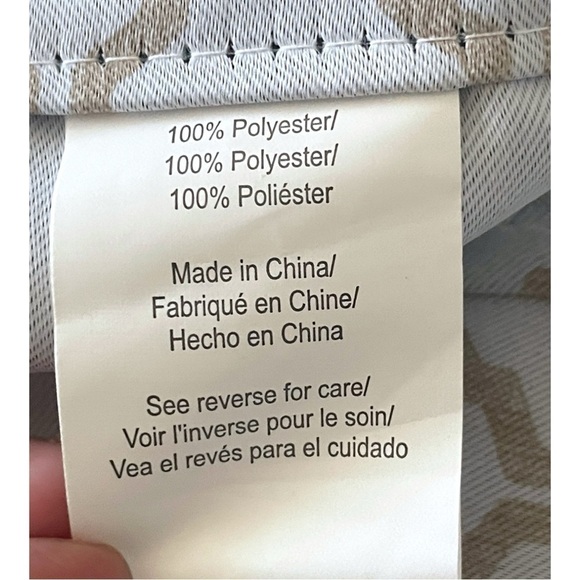 100% Polyester/
100% Polyester/
100% Poliéster
Made in China/
Fabriqué en Chine/
Hecho en China
See reverse for care/
Voir l'inverse pour le soin/
Vea el revés para el cuidado